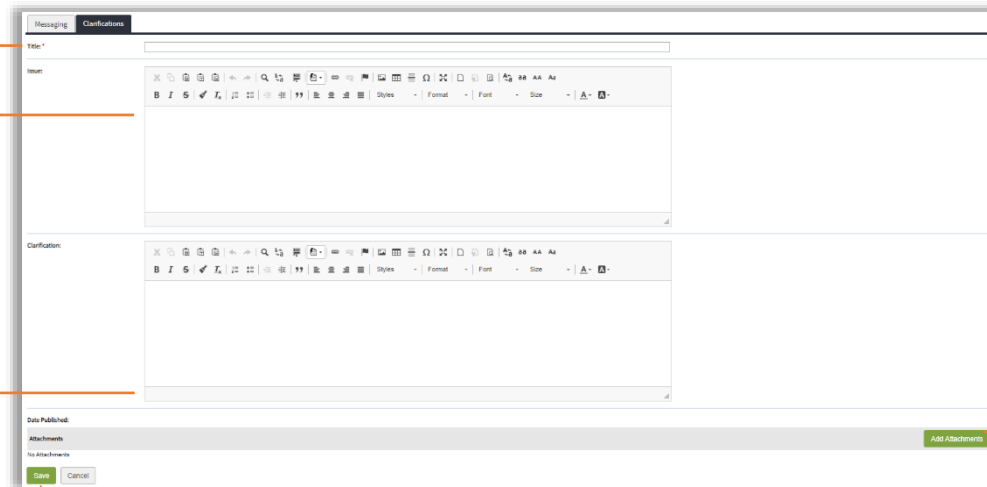 Messaging Clarifications
Title: *
Issue:
Styles Format Font Size
Clarification:
Styles Format Font Size
Date Published:
Attachments Add Attachments
No Attachments
Save Cancel